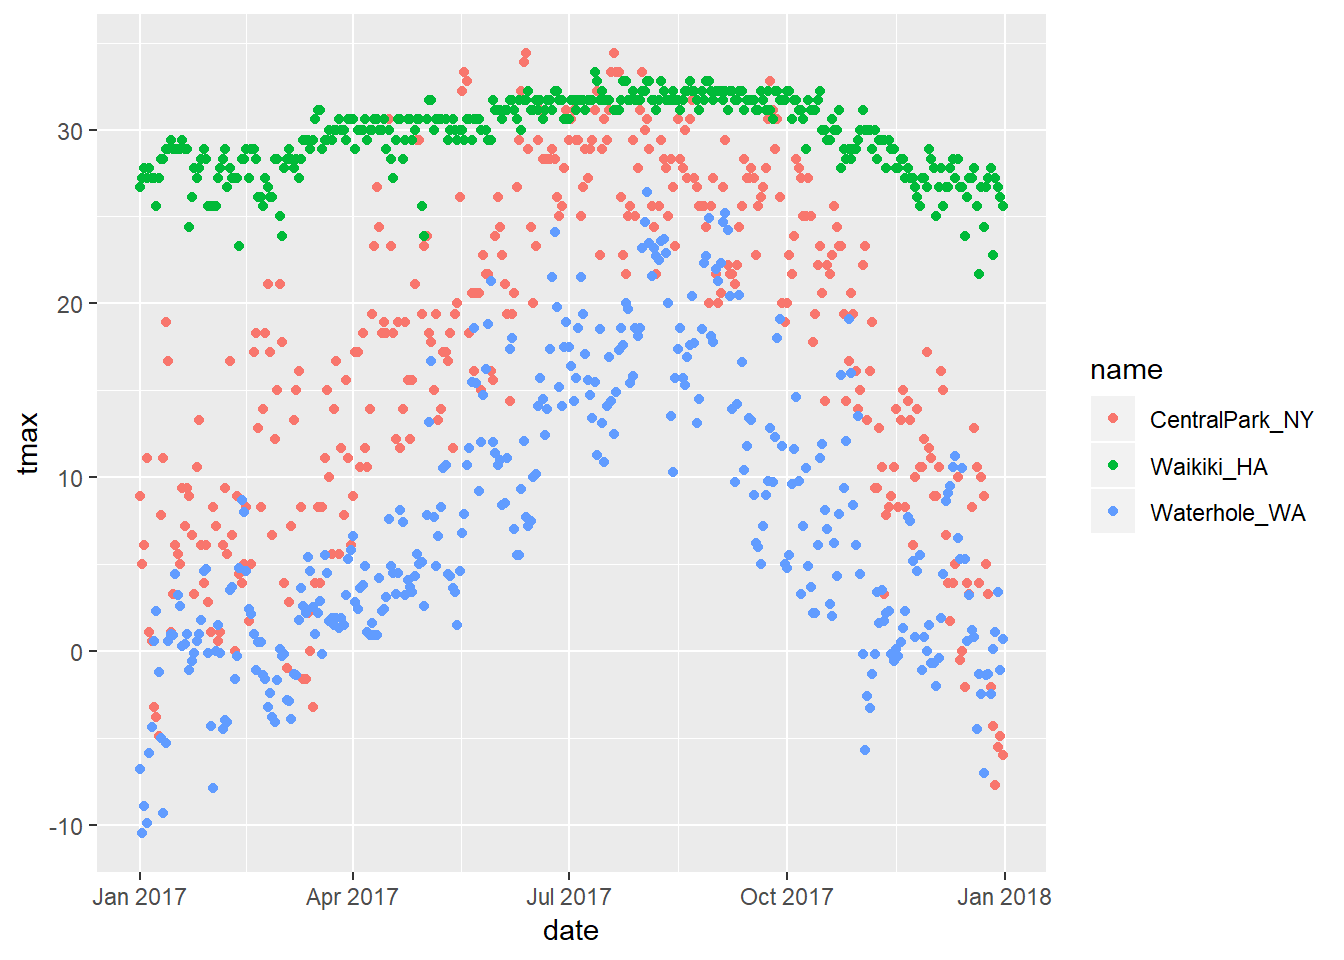 tmax
30
20
10
0
-10
Jan 2017
Apr 2017
Jul 2017
Oct 2017
Jan 2018
date
name
CentralPark_NY
Waikiki_HA
Waterhole_WA